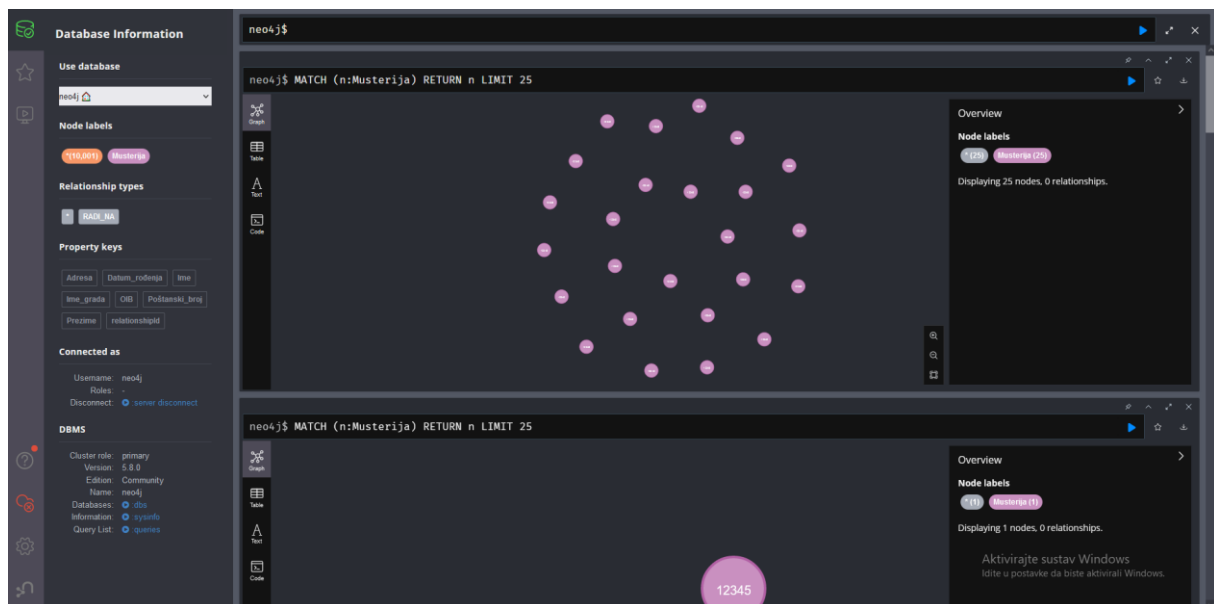 Database Information
Use database
neo4j
Node labels
*(10,001) Musterija
Relationship types
* RADI_NA
Property keys
Adresa Datum_rođenja Ime
Ime_grada OIB Poštanski_broj
Prezime relationshipId
Connected as
Username: neo4j
Roles: -
Disconnect: :server disconnect
DBMS
Cluster role: primary
Version: 5.8.0
Edition: Community
Name: neo4j
Databases: :dbs
Information: :sysinfo
Query List: :queries
neo4j$
neo4j$ MATCH (n:Musterija) RETURN n LIMIT 25
Graph
Table
Text
Code
Overview
Node labels
* (25) Musterija (25)
Displaying 25 nodes, 0 relationships.
neo4j$ MATCH (n:Musterija) RETURN n LIMIT 25
Graph
Table
Text
Code
12345
Overview
Node labels
* (1) Musterija (1)
Displaying 1 nodes, 0 relationships.
Aktivirajte sustav Windows
Idite u postavke da biste aktivirali Windows.